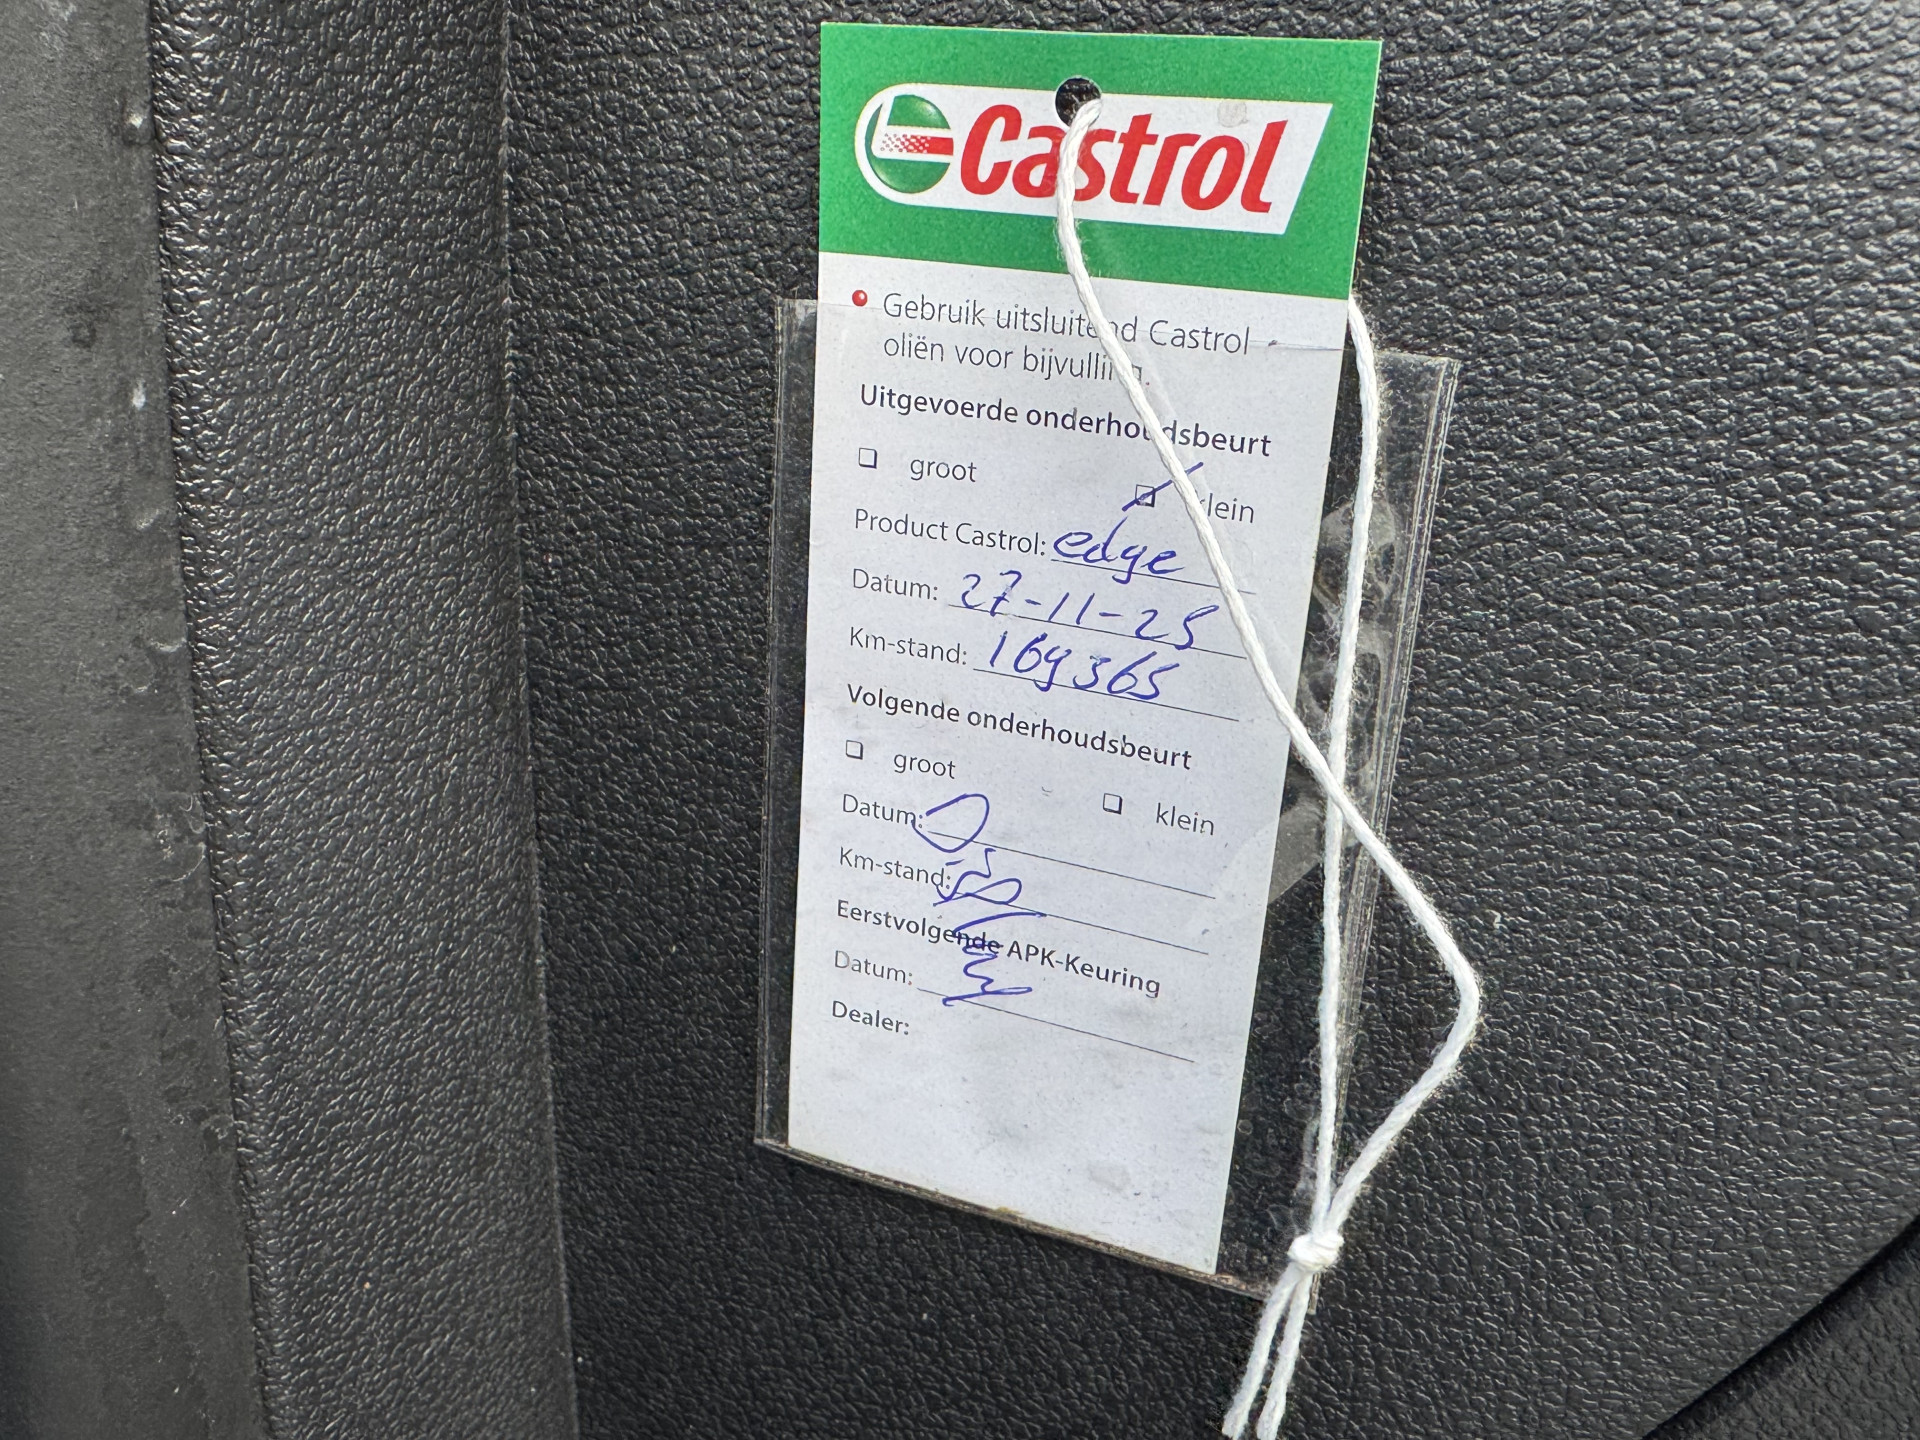 Castrol
Gebruik uitsluitend Castrol
oliën voor bijvulling.
Uitgevoerde onderhoudsbeurt
groot klein
Product Castrol: edge
Datum: 27-11-25
Km-stand: 169365
Volgende onderhoudsbeurt
groot klein
Datum:
Km-stand:
Eerstvolgende APK-Keuring
Datum:
Dealer: